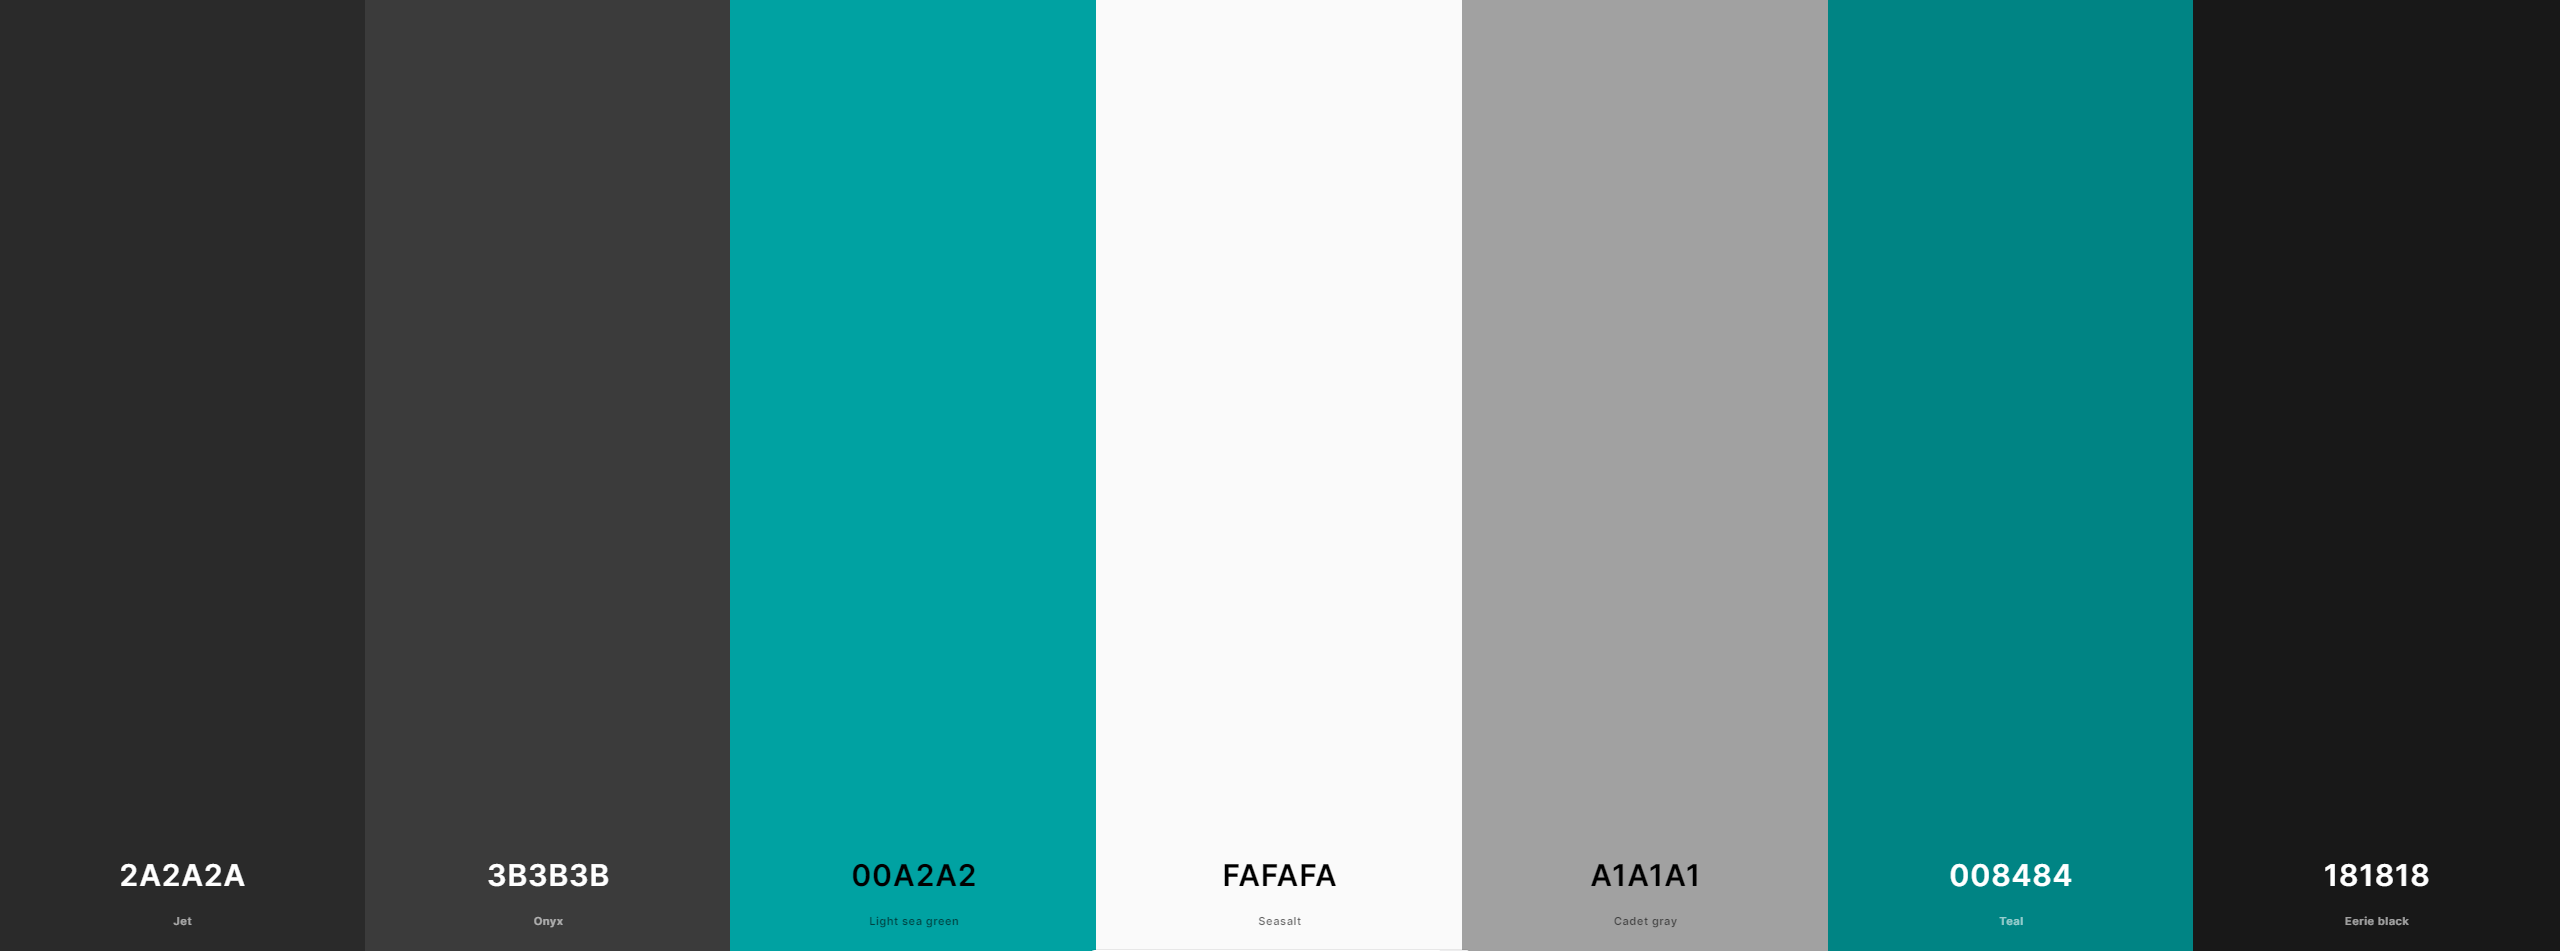 2A2A2A
Jet
3B3B3B
Onyx
00A2A2
Light sea green
FAFAFA
Seasalt
A1A1A1
Cadet gray
008484
Teal
181818
Eerie black